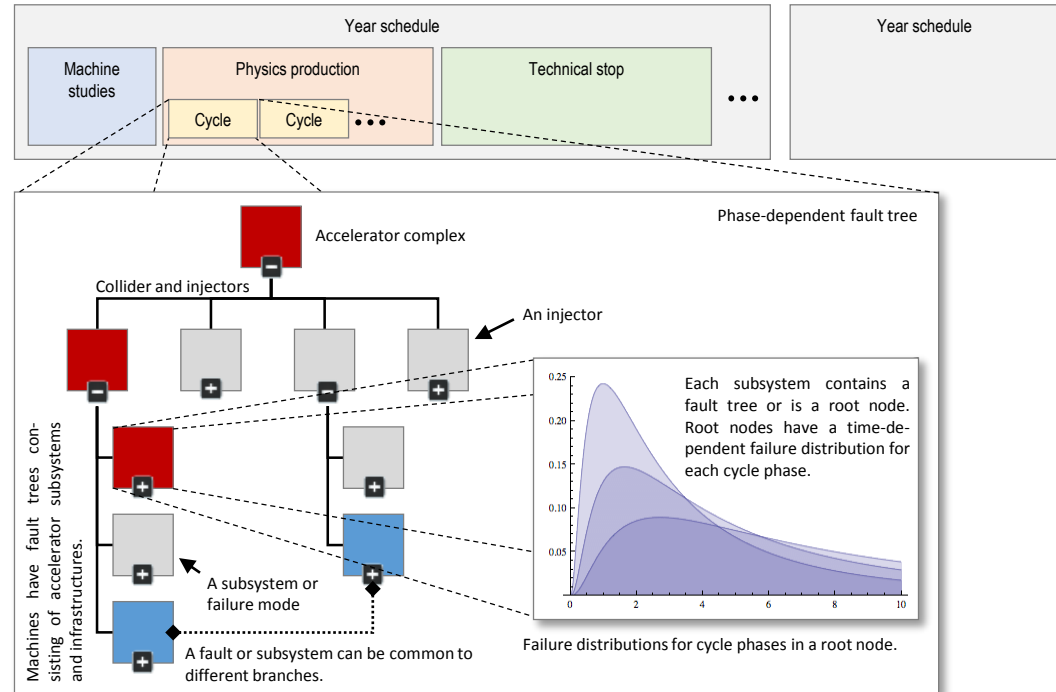 Year schedule
Year schedule
Machine
studies
Physics production
Technical stop
Cycle
Cycle
Phase-dependent fault tree
Accelerator complex
Collider and injectors
An injector
Machines have fault trees con-
sisting of accelerator subsystems
and infrastructures.
Each subsystem contains a
fault tree or is a root node.
Root nodes have a time-de-
pendent failure distribution for
each cycle phase.
0.25
0.20
0.15
0.10
0.05
0 2 4 6 8 10
A subsystem or
failure mode
A fault or subsystem can be common to
different branches.
Failure distributions for cycle phases in a root node.